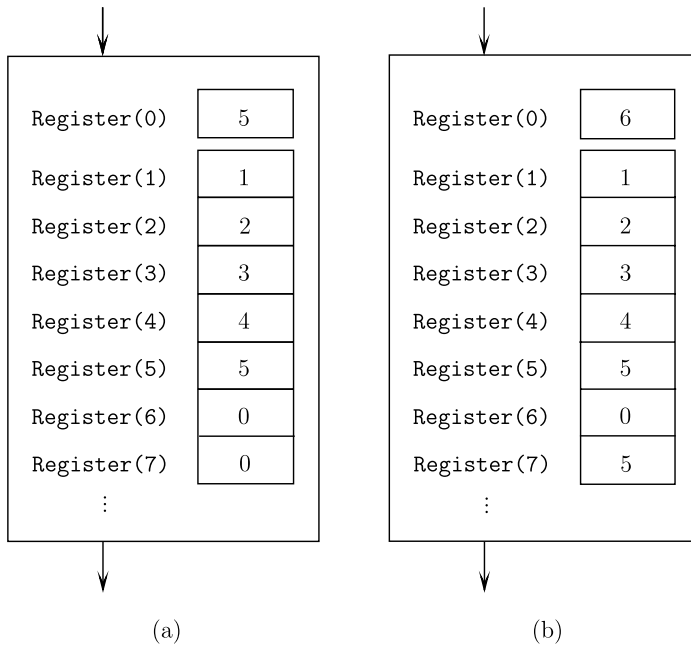 Register(0) 5
Register(1) 1
Register(2) 2
Register(3) 3
Register(4) 4
Register(5) 5
Register(6) 0
Register(7) 0
⋮
(a)
Register(0) 6
Register(1) 1
Register(2) 2
Register(3) 3
Register(4) 4
Register(5) 5
Register(6) 0
Register(7) 5
⋮
(b)